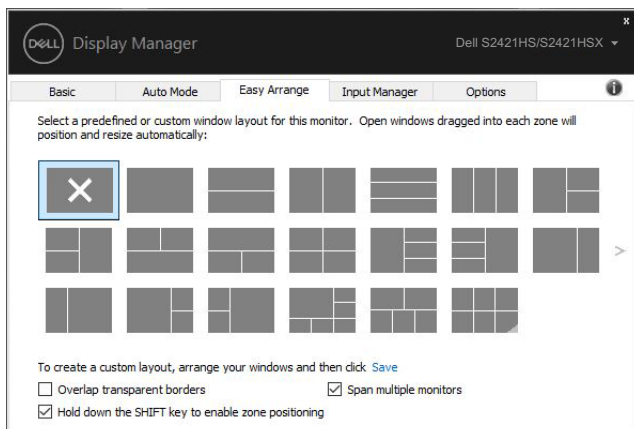 x
DELL Display Manager
Dell S2421HS/S2421HSX
Basic Auto Mode Easy Arrange Input Manager Options i
Select a predefined or custom window layout for this monitor. Open windows dragged into each zone will
position and resize automatically:
>
To create a custom layout, arrange your windows and then click Save
Overlap transparent borders
Span multiple monitors
Hold down the SHIFT key to enable zone positioning